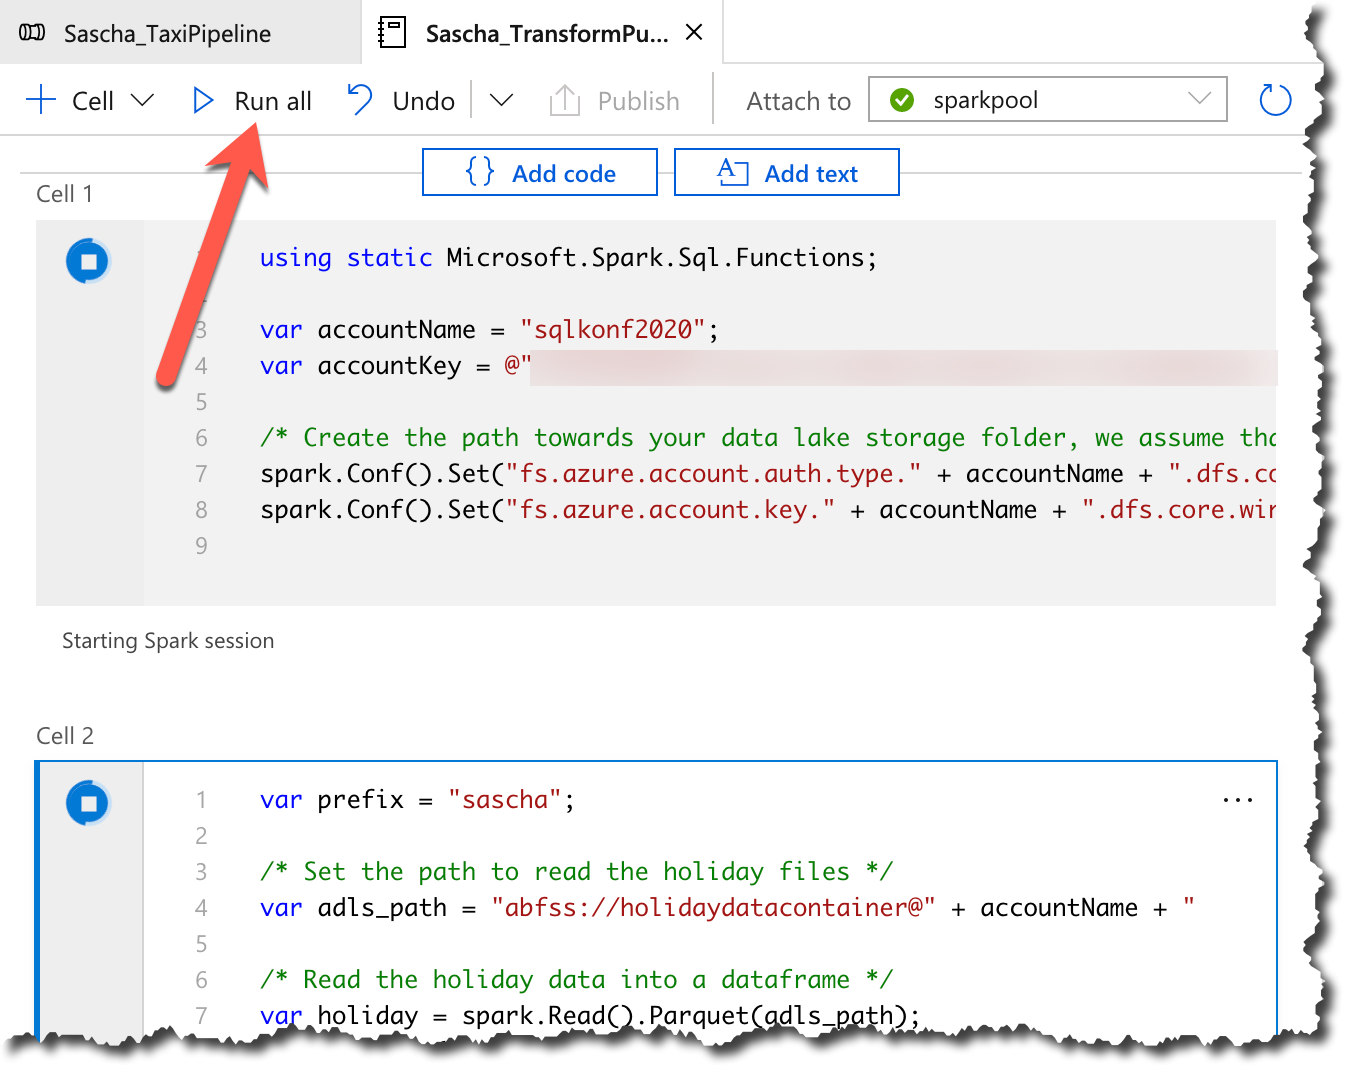 Sascha_TaxiPipeline
Sascha_TransformPu...
Cell
Run all
Undo
Publish
Attach to
sparkpool
{} Add code
Add text
Cell 1
using static Microsoft.Spark.Sql.Functions;
3 var accountName = "sqlkonf2020";
4 var accountKey = @"
5
6 /* Create the path towards your data lake storage folder, we assume tha
7 spark.Conf().Set("fs.azure.account.auth.type." + accountName + ".dfs.co
8 spark.Conf().Set("fs.azure.account.key." + accountName + ".dfs.core.wir
9
Starting Spark session
Cell 2
1 var prefix = "sascha";
2
3 /* Set the path to read the holiday files */
4 var adls_path = "abfss://holidaydatacontainer@" + accountName + "
5
6 /* Read the holiday data into a dataframe */
7 var holiday = spark.Read().Parquet(adls_path);